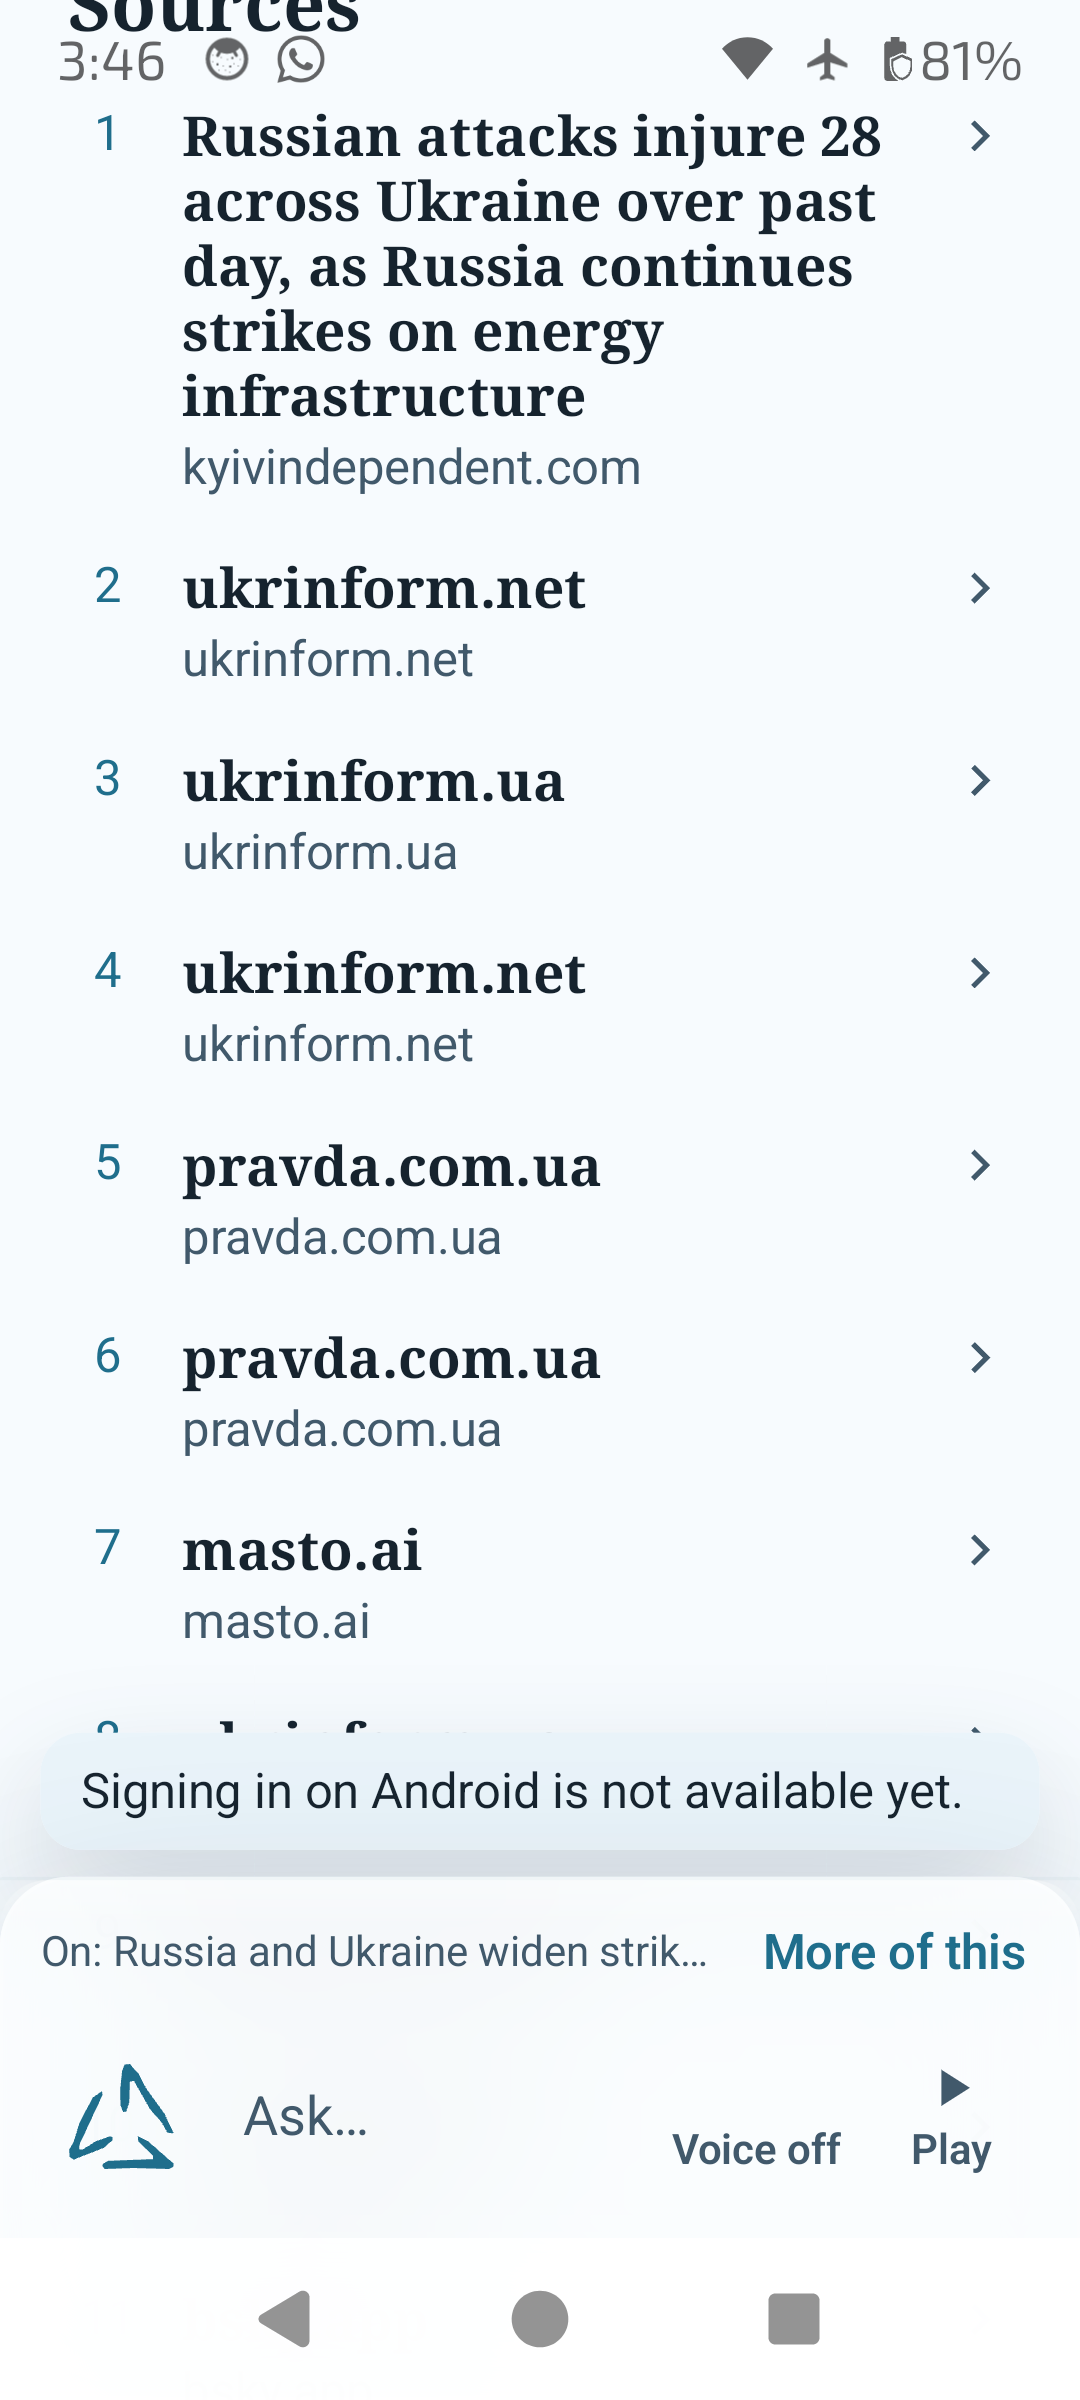 Sources
3:46
81%
1
Russian attacks injure 28
across Ukraine over past
day, as Russia continues
strikes on energy
infrastructure
kyivindependent.com
2
ukrinform.net
ukrinform.net
3
ukrinform.ua
ukrinform.ua
4
ukrinform.net
ukrinform.net
5
pravda.com.ua
pravda.com.ua
6
pravda.com.ua
pravda.com.ua
7
masto.ai
masto.ai
Signing in on Android is not available yet.
On: Russia and Ukraine widen strik...
More of this
Ask...
Voice off
Play